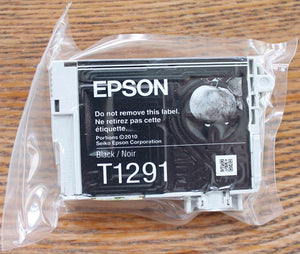 EPSON
Do not remove this label.
Ne retirez pas cette
étiquette...
Portions ©2010
Seiko Epson Corporation
Black / Noir
T1291